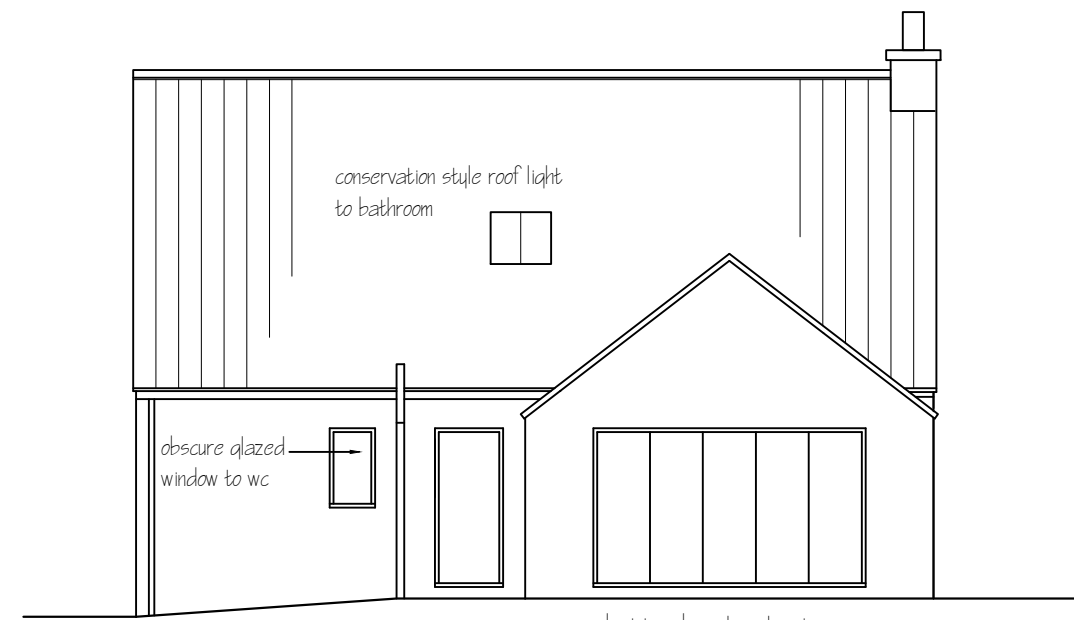 conservation style roof light
to bathroom
obscure glazed
window to wc